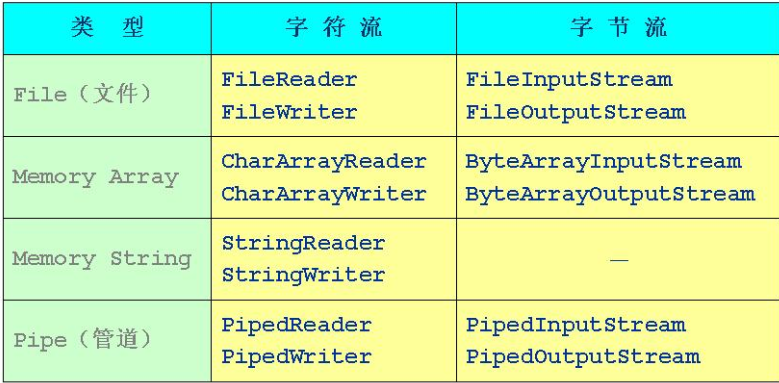 类 型 字 符 流 字 节 流
File（文件） FileReader FileInputStream
FileWriter FileOutputStream
Memory Array CharArrayReader ByteArrayInputStream
CharArrayWriter ByteArrayOutputStream
Memory String StringReader —
StringWriter
Pipe（管道） PipedReader PipedInputStream
PipedWriter PipedOutputStream